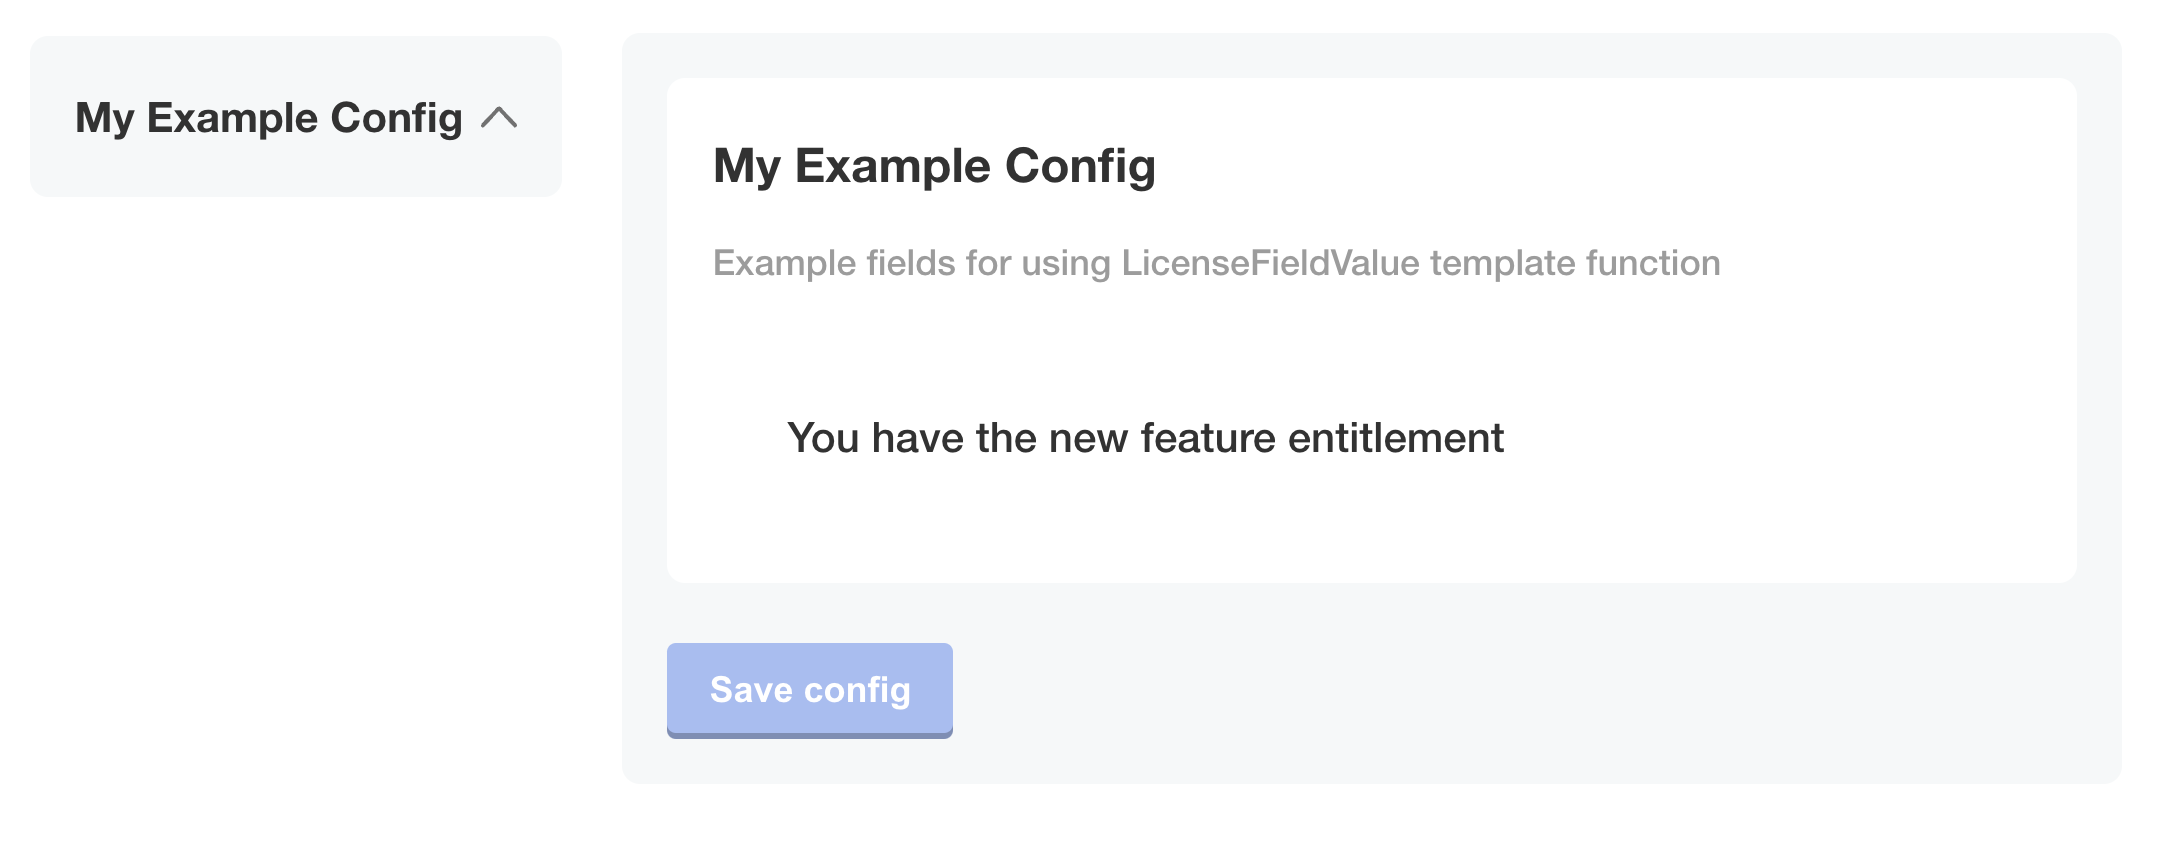 My Example Config
My Example Config
Example fields for using LicenseFieldValue template function
You have the new feature entitlement
Save config